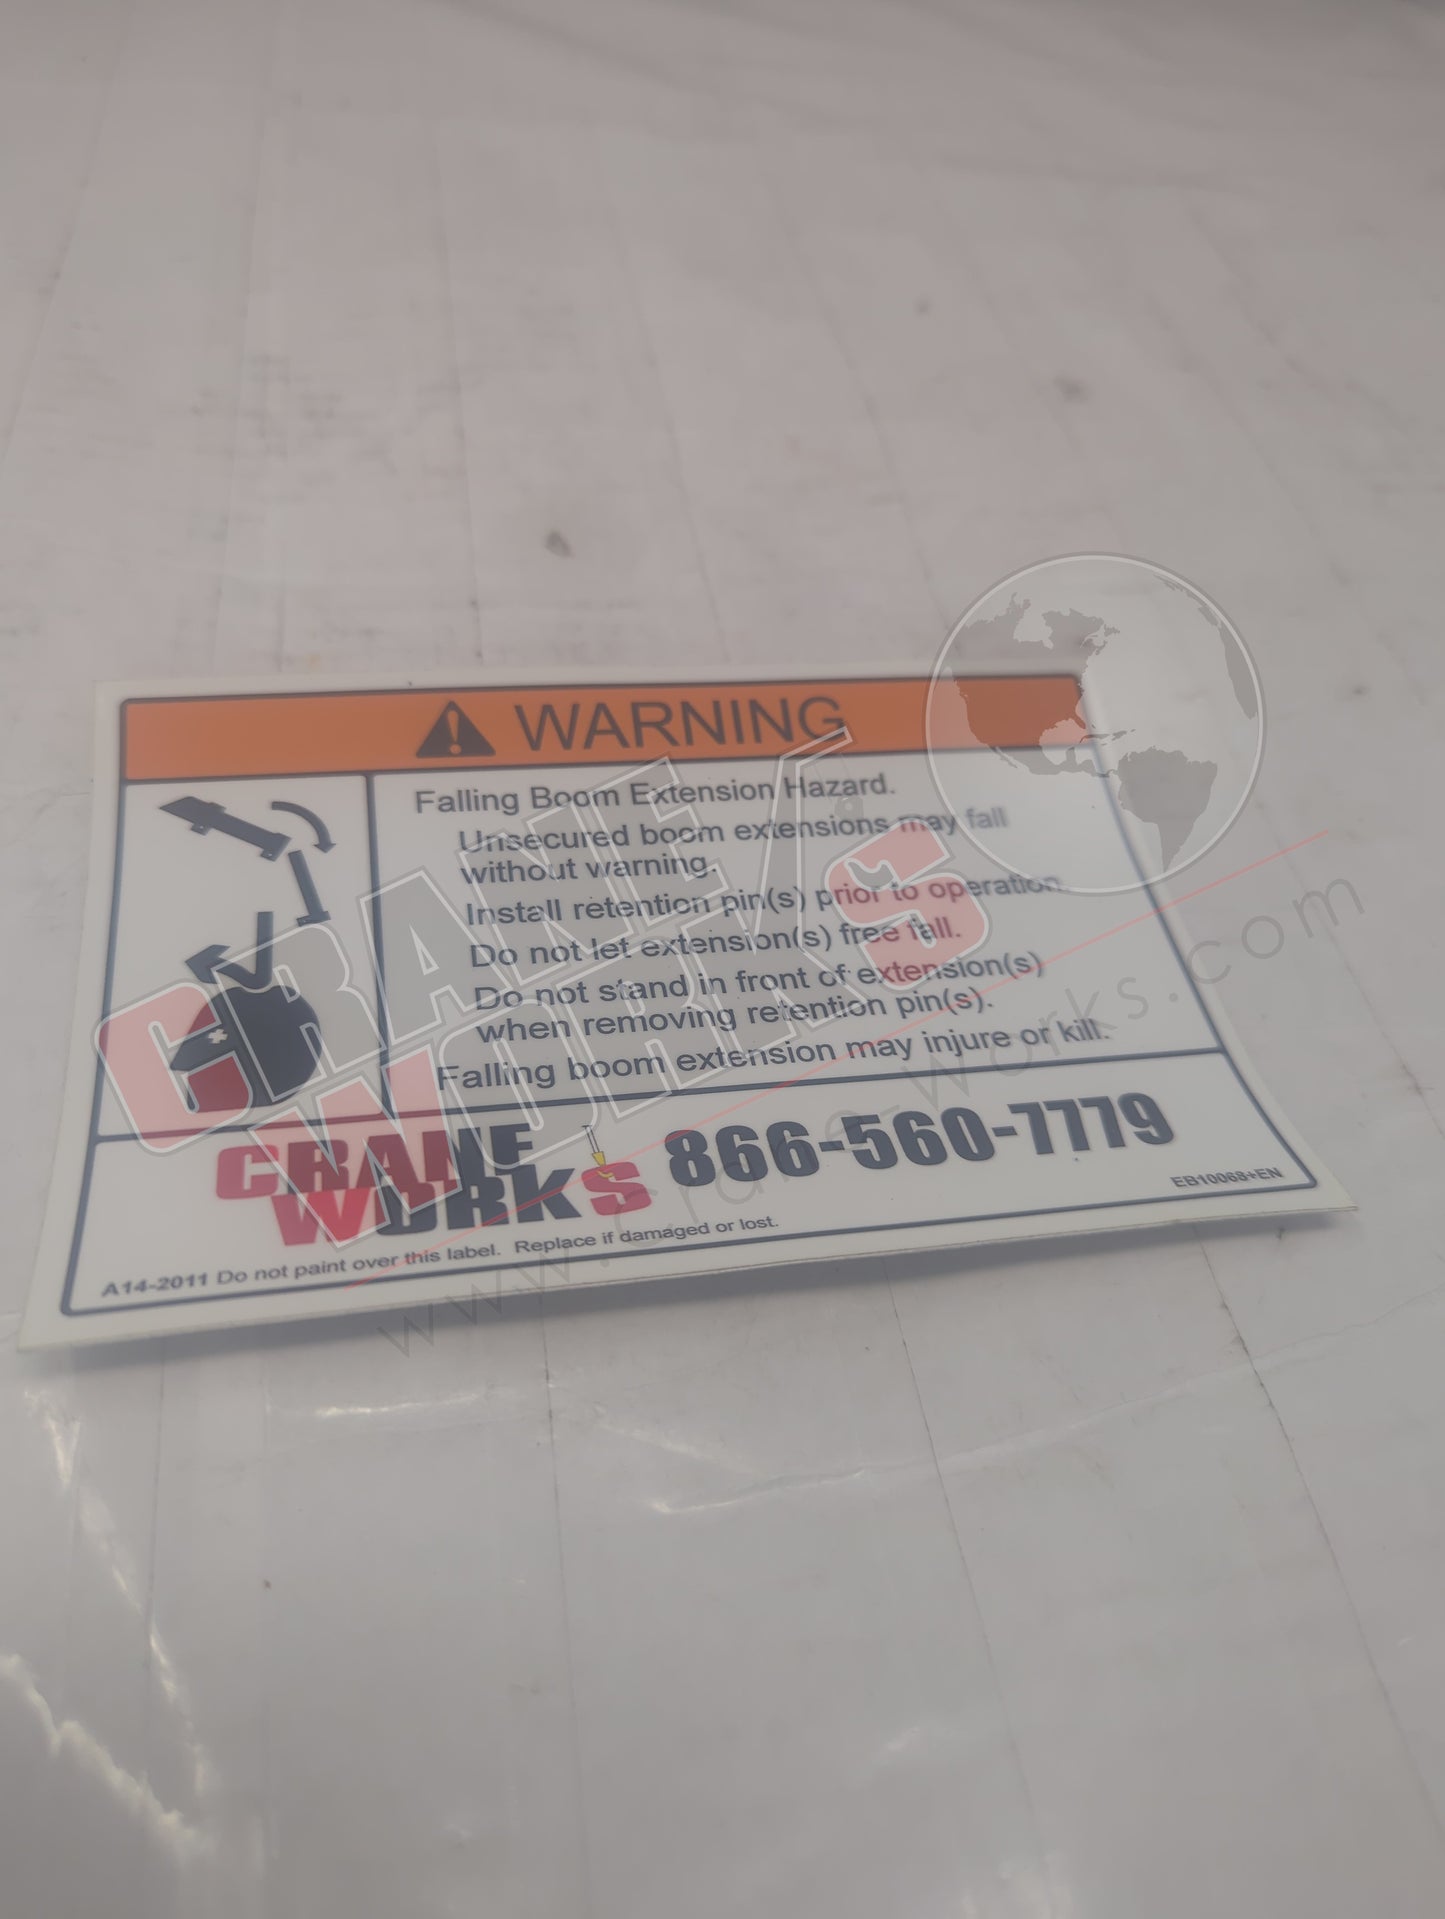 WARNING
Falling Boom Extension Hazard.
Unsecured boom extensions may fall
without warning.
Install retention pin(s) prior to operation.
Do not let extension(s) free fall.
Do not stand in front of extension(s)
when removing retention pin(s).
Falling boom extension may injure or kill.
CRANE
WORKS
866-560-7779
EB10068+EN
A14-2011 Do not paint over this label. Replace if damaged or lost.
CRANE
WORKS
www.crane-works.com